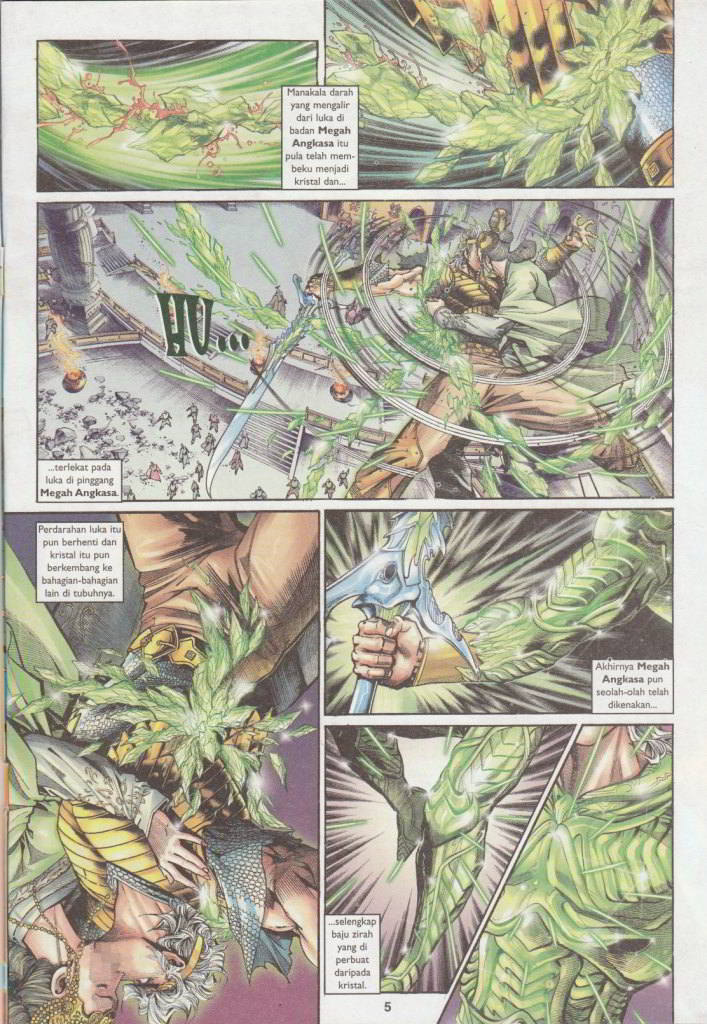 Manakala darah
yang mengalir
dari luka di
badan Megah
Angkasa itu
pula telah mem-
beku menjadi
kristal dan...
HU...
...terlekat pada
luka di pinggang
Megah Angkasa.
Perdarahan luka itu
pun berhenti dan
kristal itu pun
berkembang ke
bahagian-bahagian
lain di tubuhnya.
Akhirnya Megah
Angkasa pun
seolah-olah telah
dikenakan...
...selengkap
baju zirah
yang di
perbuat
daripada
kristal.
5